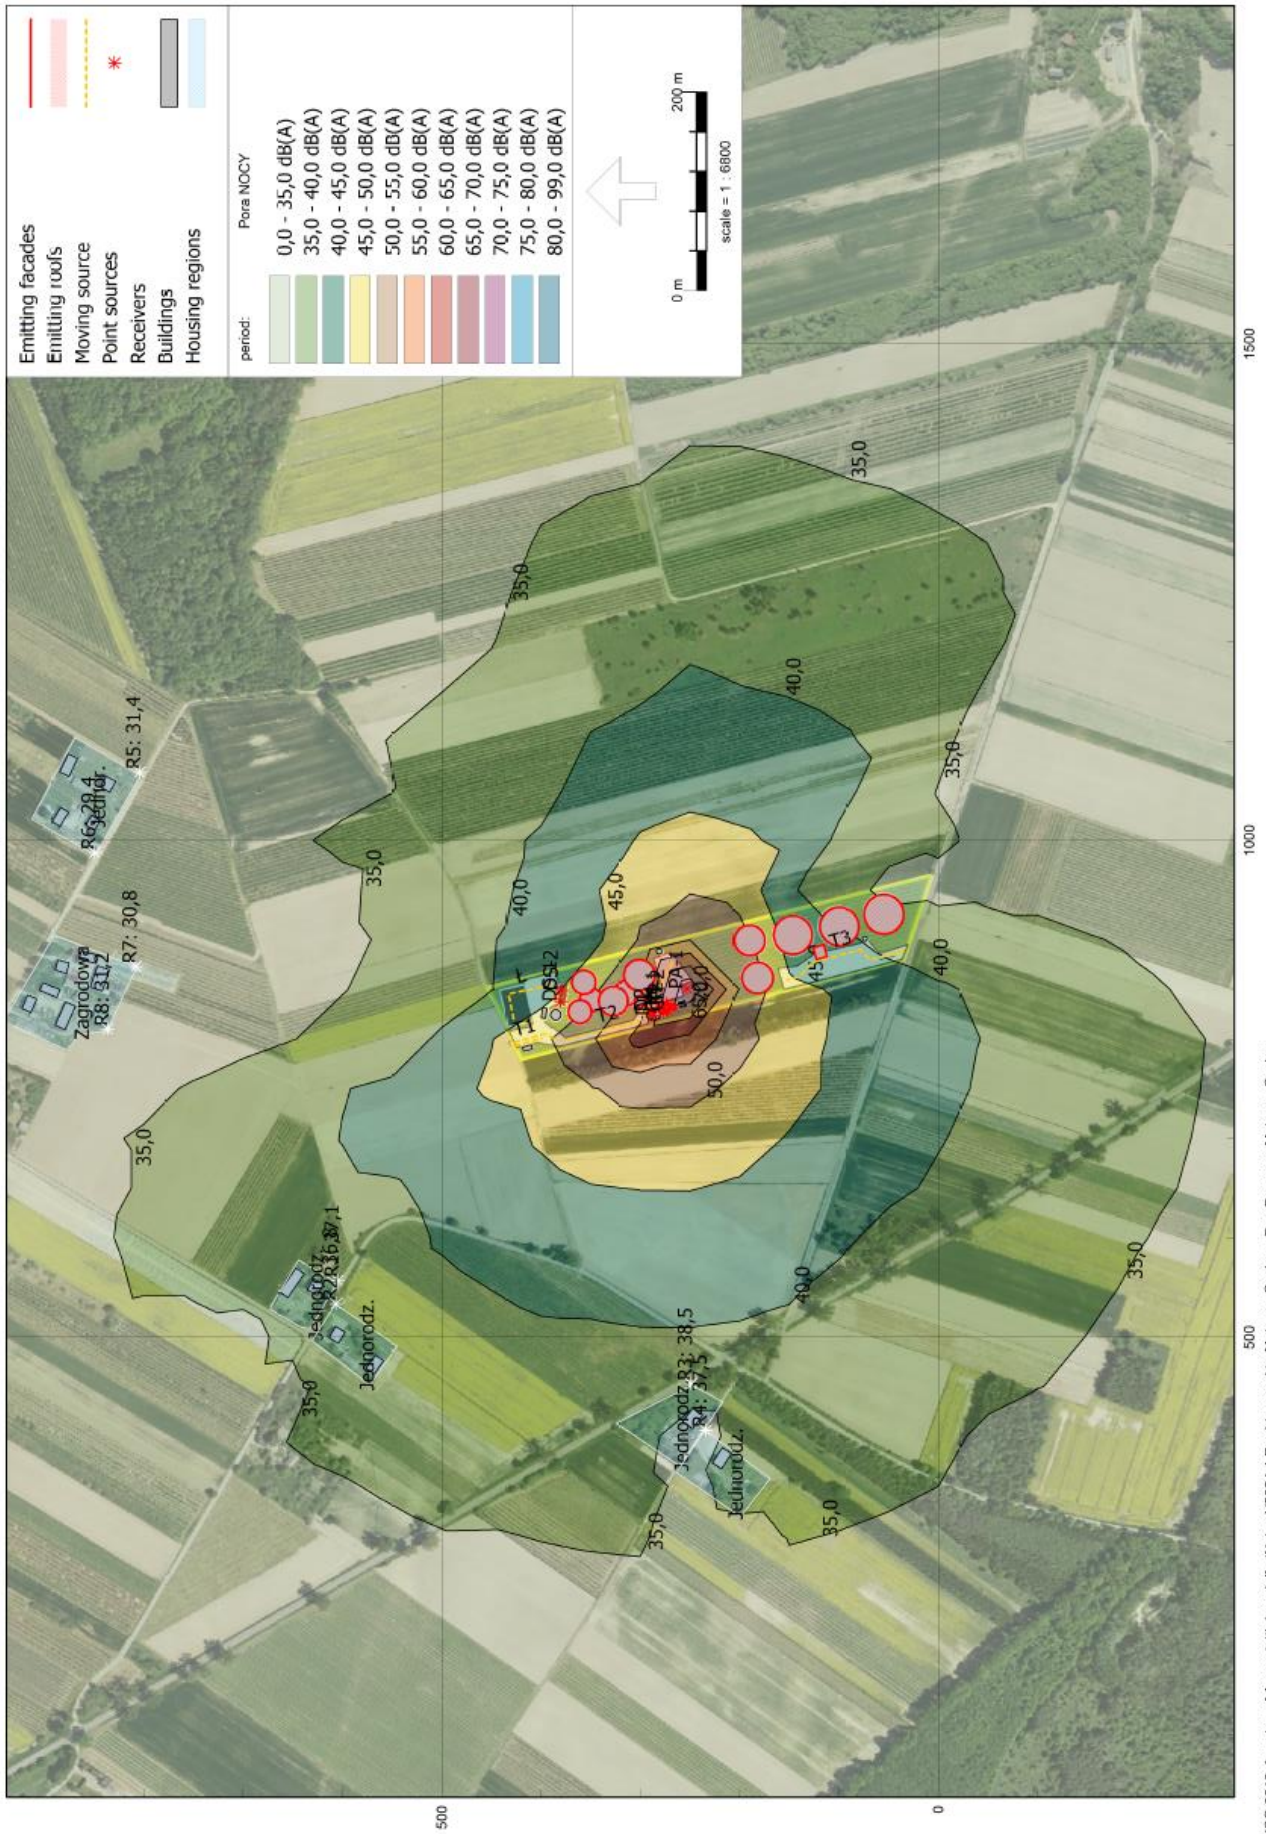 Emitting facades
Emitting roofs
Moving source
Point sources
Receivers
Buildings
Housing regions
period: Pora NOCY
0,0 - 35,0 dB(A)
35,0 - 40,0 dB(A)
40,0 - 45,0 dB(A)
45,0 - 50,0 dB(A)
50,0 - 55,0 dB(A)
55,0 - 60,0 dB(A)
60,0 - 65,0 dB(A)
65,0 - 70,0 dB(A)
70,0 - 75,0 dB(A)
75,0 - 80,0 dB(A)
80,0 - 99,0 dB(A)
0 m 200 m
scale = 1 : 6800
R5: 31,4
R6: 29,4
R7: 30,8
Zagrodowa
R8: 31,2
35,0
35,0
35,0
35,0
35,0
40,0
40,0
45,0
T1
T2
T3
50,0
40,0
40,0
Jednorodz.
Jednorodz.
R3: 38,5
Jednorodz.
R4: 37,5
Jednorodz.
35,0
35,0
35,0
35,0
500
1000
1500
500
0